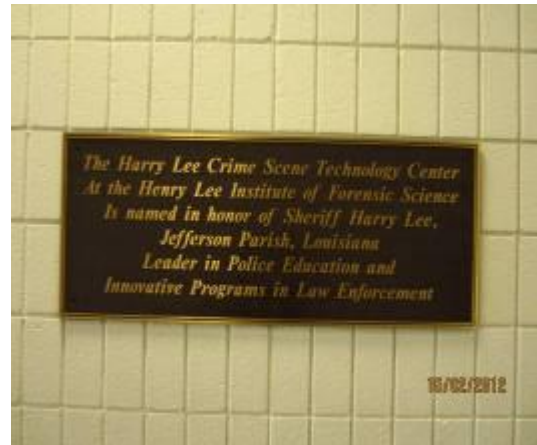 The Harry Lee Crime Scene Technology Center
At the Henry Lee Institute of Forensic Science
Is named in honor of Sheriff Harry Lee,
Jefferson Parish, Louisiana
Leader in Police Education and
Innovative Programs in Law Enforcement
15/02/2012